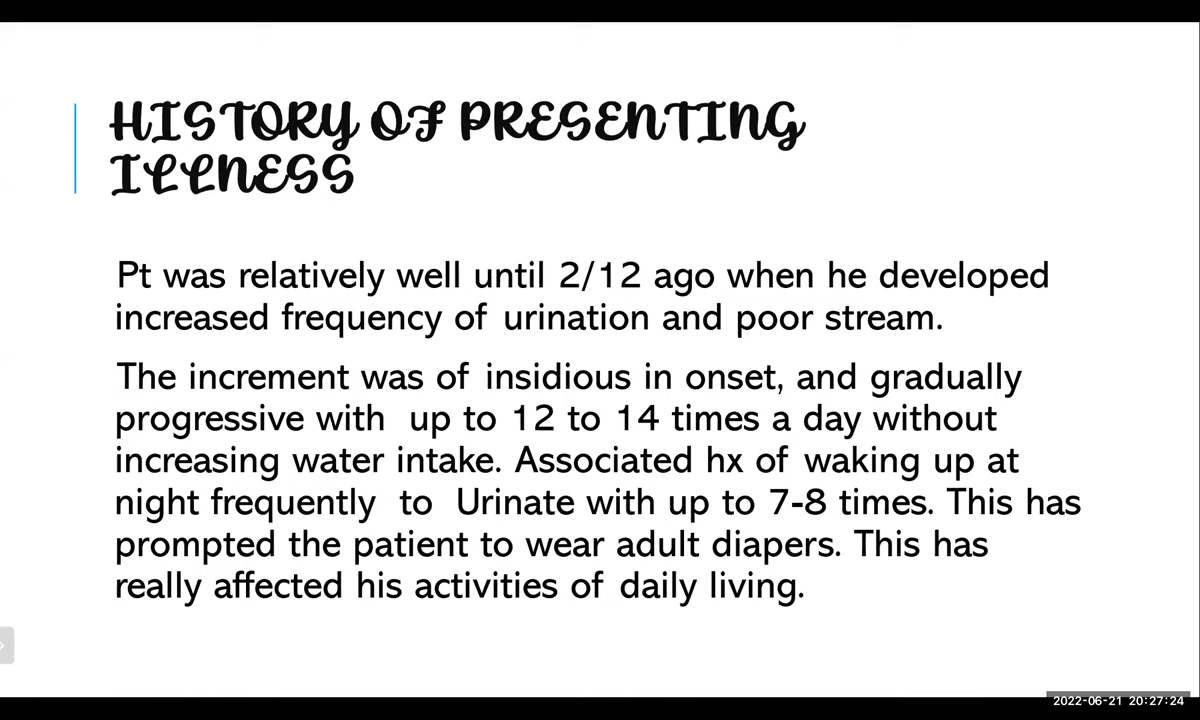 HISTORY OF PRESENTING
ILLNESS
Pt was relatively well until 2/12 ago when he developed
increased frequency of urination and poor stream.
The increment was of insidious in onset, and gradually
progressive with up to 12 to 14 times a day without
increasing water intake. Associated hx of waking up at
night frequently to Urinate with up to 7-8 times. This has
prompted the patient to wear adult diapers. This has
really affected his activities of daily living.
2022-06-21 20:27:24